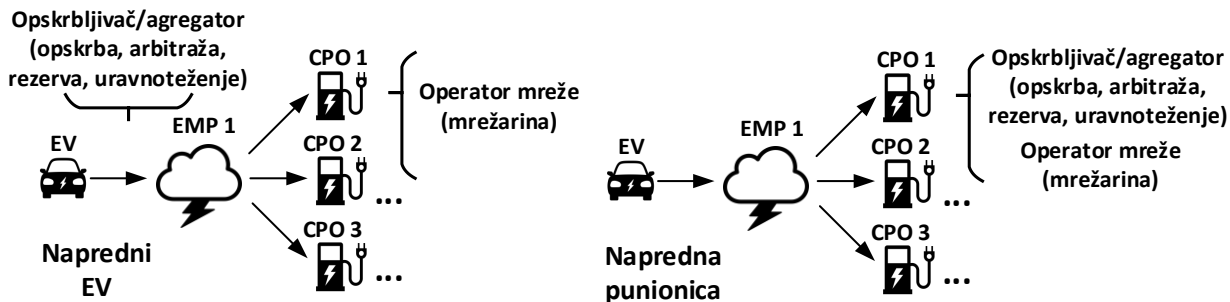 Opskrbljivač/agregator
(opskrba, arbitraža,
rezerva, uravnoteženje)
EV
EMP 1
CPO 1
CPO 2
...
CPO 3
...
Operator mreže
(mrežarina)
Napredni
EV
EV
EMP 1
CPO 1
CPO 2
...
CPO 3
...
Opskrbljivač/agregator
(opskrba, arbitraža,
rezerva, uravnoteženje)
Operator mreže
(mrežarina)
Napredna
punionica